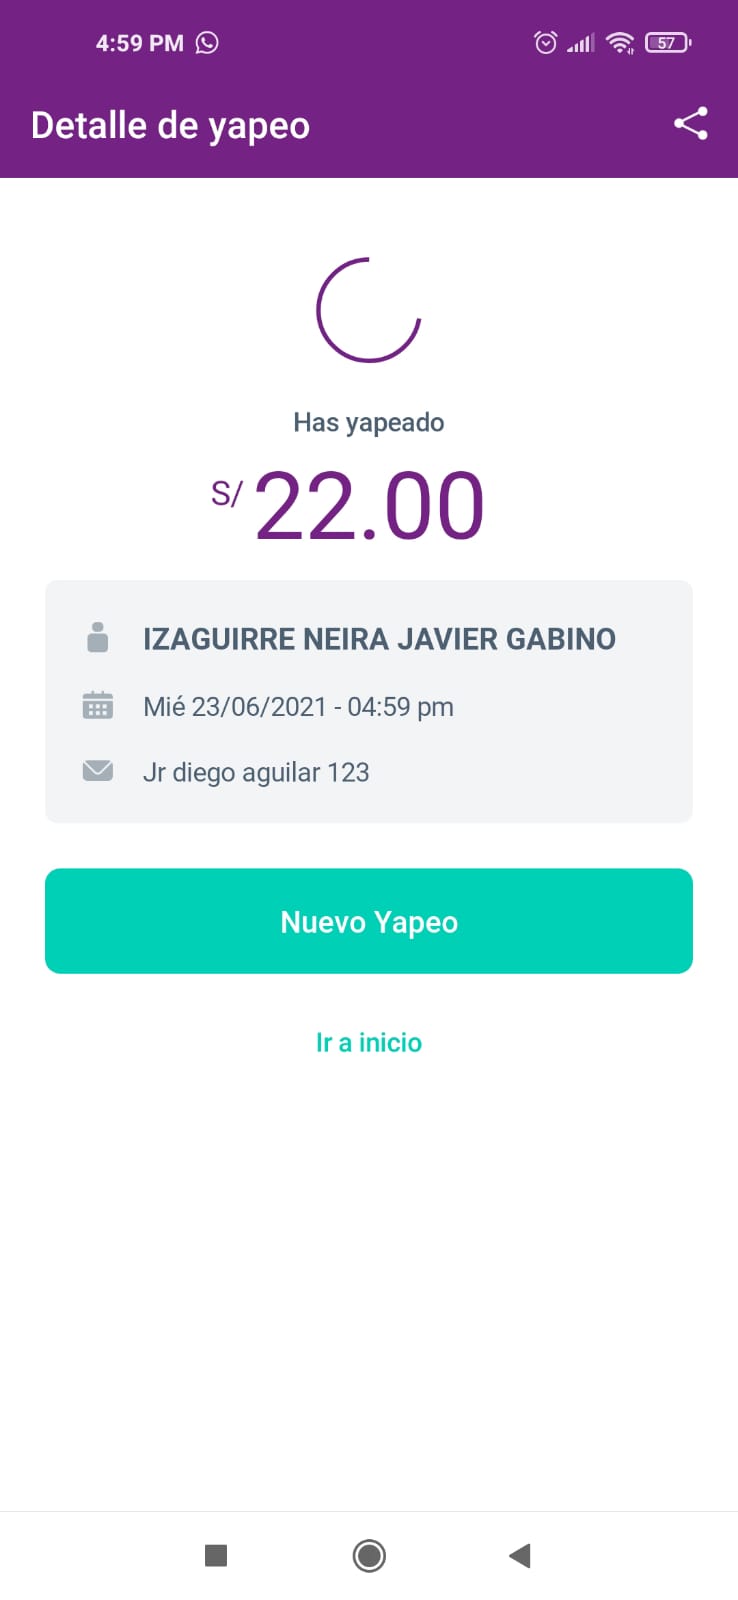 4:59 PM
57
Detalle de yapeo
Has yapeado
S/ 22.00
IZAGUIRRE NEIRA JAVIER GABINO
Mié 23/06/2021 - 04:59 pm
Jr diego aguilar 123
Nuevo Yapeo
Ir a inicio